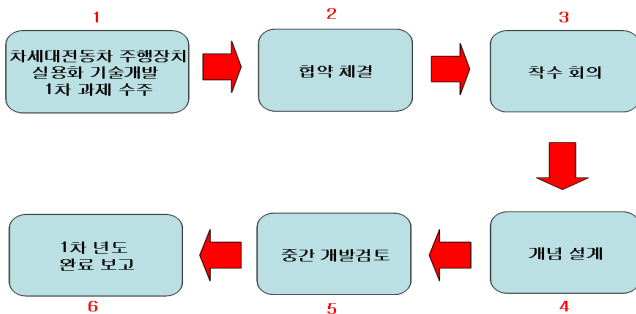 1
차세대전동차 주행장치
실용화 기술개발
1차 과제 수주
2
협약 체결
3
착수 회의
개념 설계
4
중간 개발검토
5
1차 년도
완료 보고
6